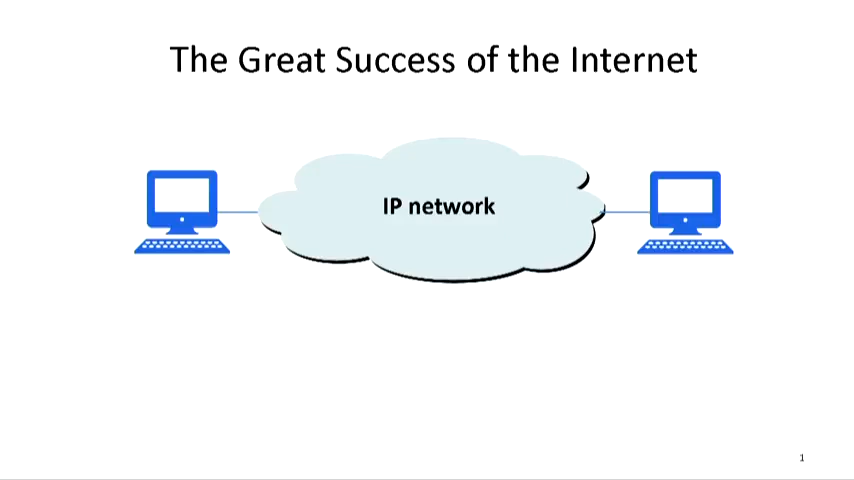 The Great Success of the Internet
IP network
1